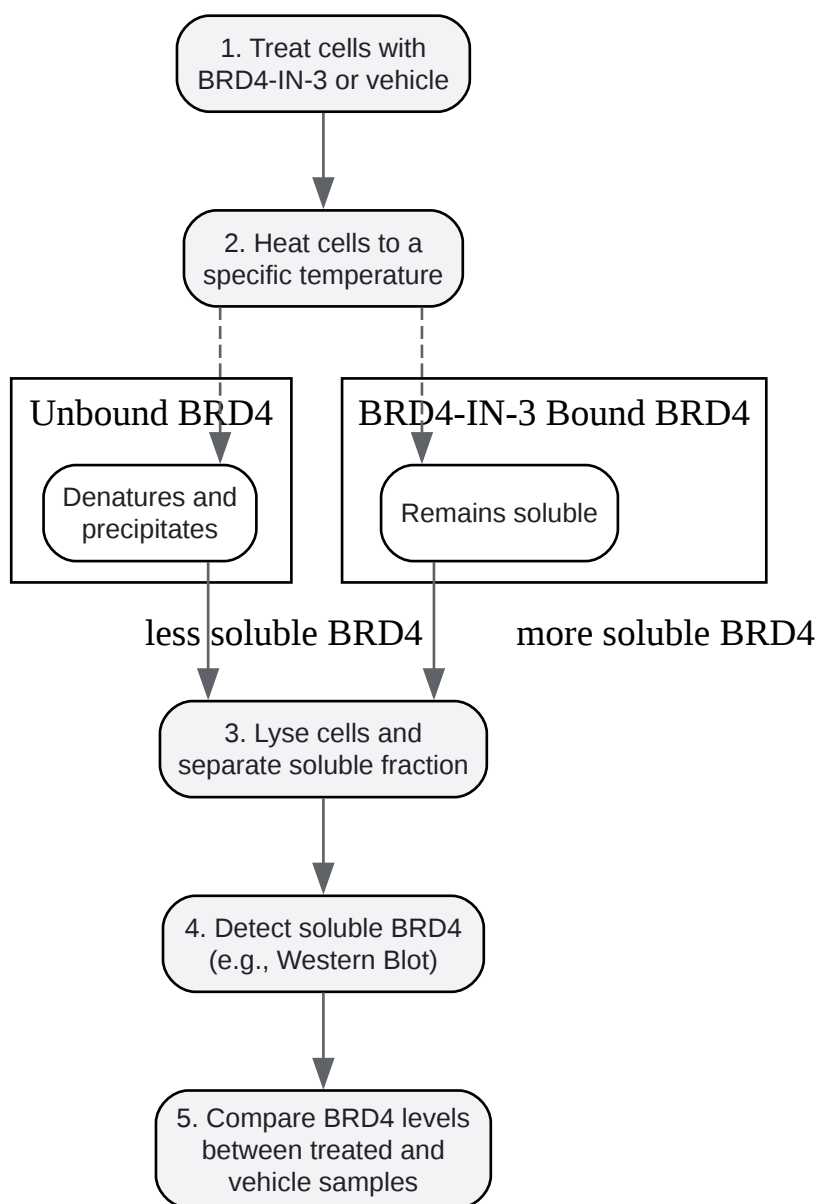 1. Treat cells with
BRD4-IN-3 or vehicle
2. Heat cells to a
specific temperature
Unbound BRD4
BRD4-IN-3 Bound BRD4
Denatures and
precipitates
Remains soluble
less soluble BRD4
more soluble BRD4
3. Lyse cells and
separate soluble fraction
4. Detect soluble BRD4
(e.g., Western Blot)
5. Compare BRD4 levels
between treated and
vehicle samples